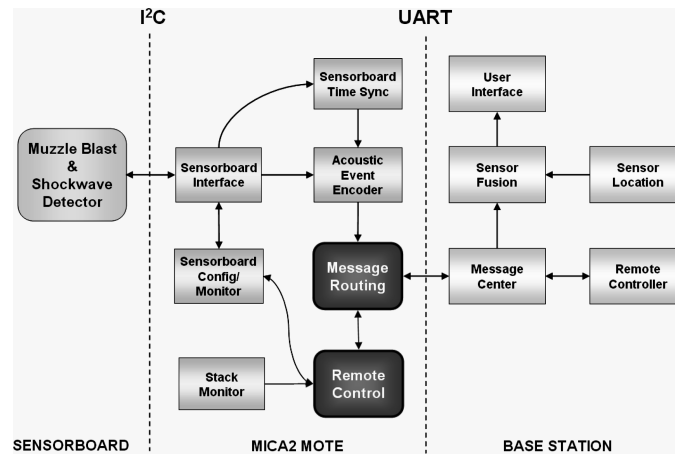 I²C
UART
Sensorboard
Time Sync
User
Interface
Muzzle Blast
&
Shockwave
Detector
Sensorboard
Interface
Acoustic
Event
Encoder
Sensor
Fusion
Sensor
Location
Sensorboard
Config/
Monitor
Message
Routing
Message
Center
Remote
Controller
Stack
Monitor
Remote
Control
SENSORBOARD
MICA2 MOTE
BASE STATION